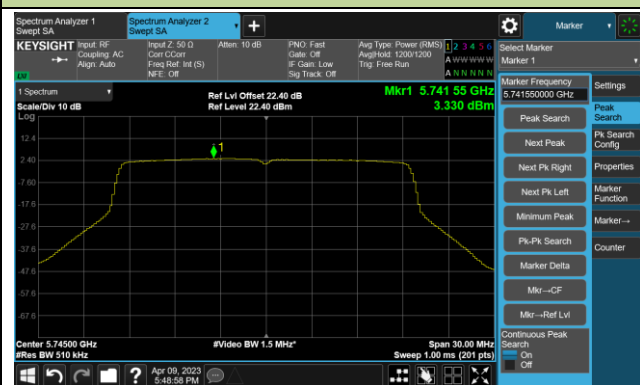 Spectrum Analyzer 1
Swept SA
Spectrum Analyzer 2
Swept SA
+
Marker
KEYSIGHT
Input: RF
Coupling: AC
Align: Auto
Input Z: 50 Ω
Corr CCorr
Freq Ref: Int (S)
NFE: Off
Atten: 10 dB
PNO: Fast
Gate: Off
IF Gain: Low
Sig Track: Off
Avg Type: Power (RMS)
Avg|Hold: 1200/1200
Trig: Free Run
1 2 3 4 5 6
A W W W W W
A N N N N N
LXI
Select Marker
Marker 1
1 Spectrum
Scale/Div 10 dB
Log
Ref Lvl Offset 22.40 dB
Ref Level 22.40 dBm
Mkr1 5.741 55 GHz
3.330 dBm
1
12.4
2.40
-7.60
-17.6
-27.6
-37.6
-47.6
-57.6
-67.6
Center 5.74500 GHz
#Res BW 510 kHz
#Video BW 1.5 MHz*
Span 30.00 MHz
Sweep 1.00 ms (201 pts)
Marker Frequency
5.741550000 GHz
Peak Search
Next Peak
Next Pk Right
Next Pk Left
Minimum Peak
Pk-Pk Search
Marker Delta
Mkr→CF
Mkr→Ref Lvl
Continuous Peak
Search
On
Off
Settings
Peak
Search
Pk Search
Config
Properties
Marker
Function
Marker→
Counter
?
Apr 09, 2023
5:48:58 PM